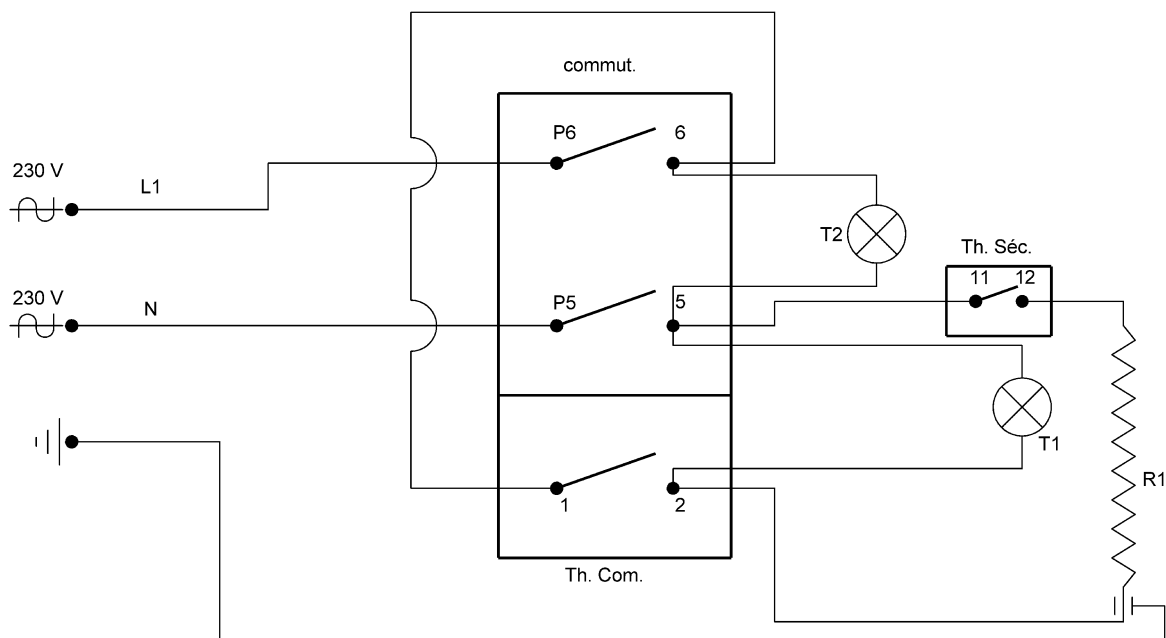 commut.
P6
6
230 V
L1
T2
Th. Séc.
11
12
230 V
N
P5
5
T1
R1
1
2
Th. Com.